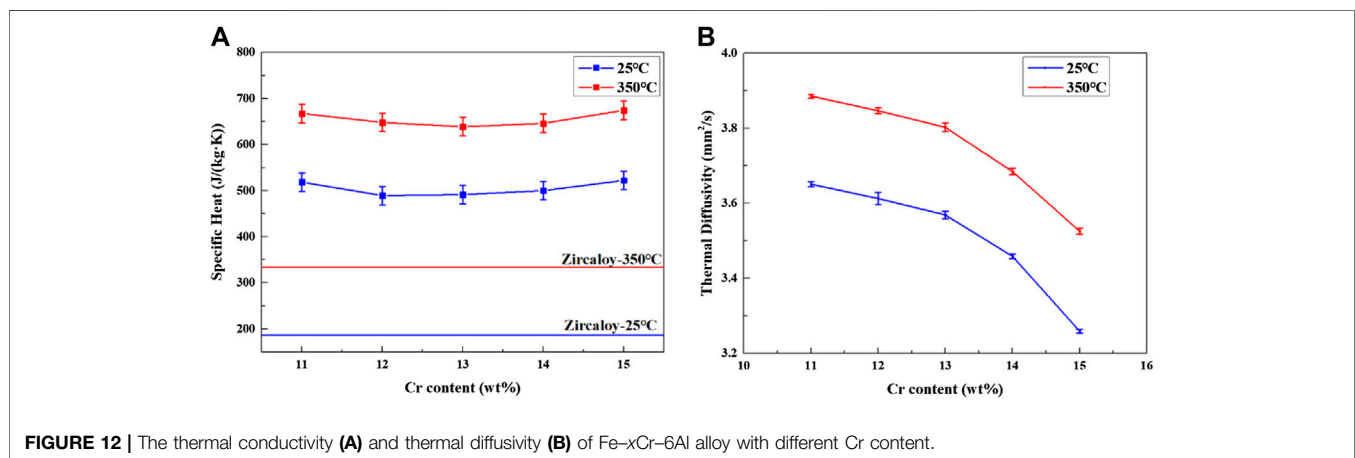 A
800
700
600
500
400
300
200
Specific Heat (J/(kg·K))
25℃
350℃
Zircaloy-350℃
Zircaloy-25℃
11 12 13 14 15
Cr content (wt%)
B
4.0
3.8
3.6
3.4
3.2
Thermal Diffusivity (mm²/s)
25℃
350℃
10 11 12 13 14 15 16
Cr content (wt%)
FIGURE 12 | The thermal conductivity (A) and thermal diffusivity (B) of Fe–xCr–6Al alloy with different Cr content.